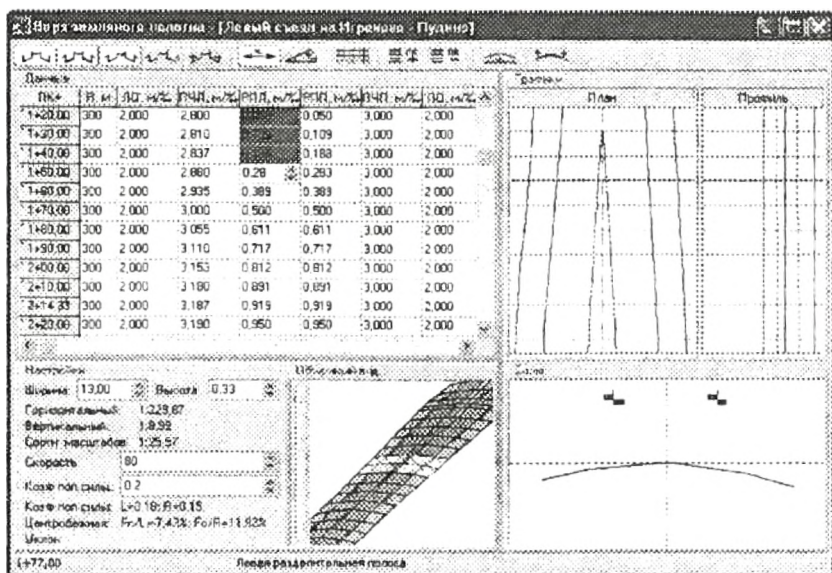 Верх земляного полотна - [Левый съезд на Игреково - Пудино]
Данные
Графики
ПК+ R, м ЛО, м/‰ ПЧЛ, м/‰ РПЛ, м/‰ РПП, м/‰ ПЧП, м/‰ ПО, м/‰
План Профиль
1+20,00 300 2,000 2,800 0,050 3,000 2,000
1+30,00 300 2,000 2,810 0,109 3,000 2,000
1+40,00 300 2,000 2,837 0,188 3,000 2,000
1+50,00 300 2,000 2,880 0,28 0,283 3,000 2,000
1+60,00 300 2,000 2,935 0,389 0,389 3,000 2,000
1+70,00 300 2,000 3,000 0,500 0,500 3,000 2,000
1+80,00 300 2,000 3,055 0,611 0,611 3,000 2,000
1+90,00 300 2,000 3,110 0,717 0,717 3,000 2,000
2+00,00 300 2,000 3,153 0,812 0,812 3,000 2,000
2+10,00 300 2,000 3,180 0,891 0,891 3,000 2,000
2+14,33 300 2,000 3,187 0,919 0,919 3,000 2,000
2+20,00 300 2,000 3,190 0,950 0,950 3,000 2,000
Настройки
Ширина: 13,00 Высота: 0,33
Горизонтальный: 1:229,67
Вертикальный: 1:8,99
Соотн. масштабов: 1:25,57
Скорость: 80
Коэф поп.силы: 0.2
Коэф поп.силы: L=0.18; R=0.15
Центробежная: Fc/L=7,43%; Fc/R=11,92%
Уклон
1+77,00 Левая разделительная полоса